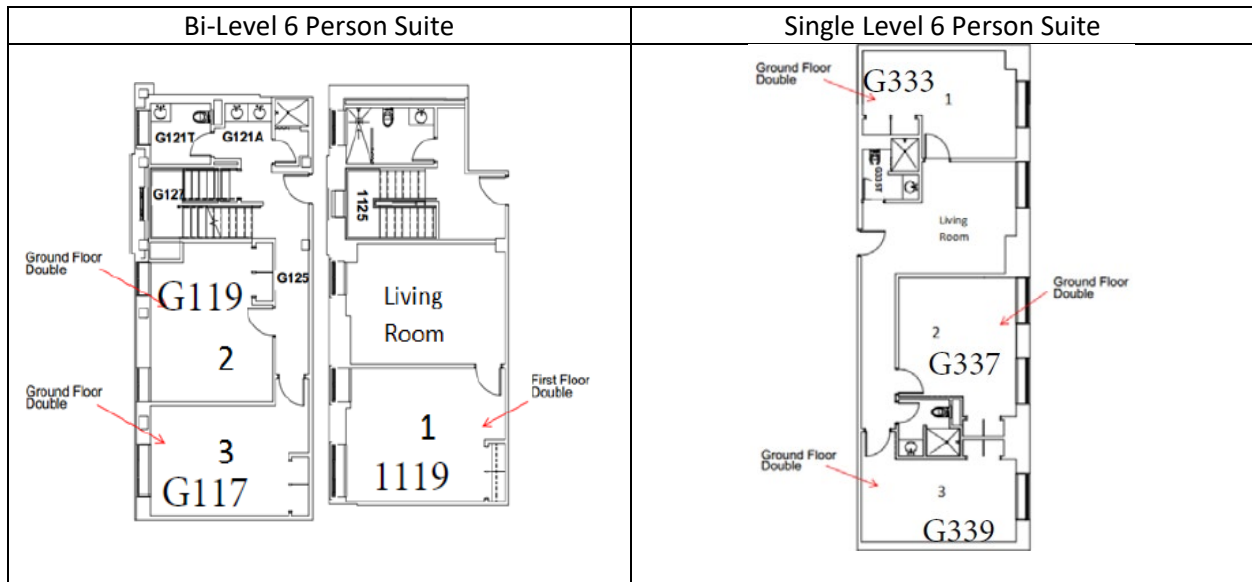 Bi-Level 6 Person Suite
Single Level 6 Person Suite
G121T
G121A
G127
Ground Floor
Double
G119
G125
2
Ground Floor
Double
3
G117
1125
Living
Room
First Floor
Double
1
1119
Ground Floor
Double
G333
1
G335T
Living
Room
Ground Floor
Double
2
G337
Ground Floor
Double
3
G339